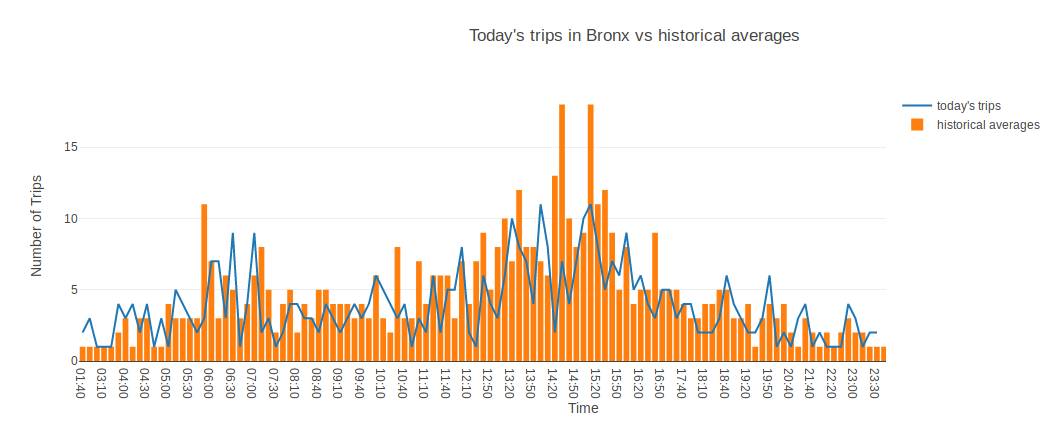 Today's trips in Bronx vs historical averages
today's trips
historical averages
Number of Trips
15
10
5
0
01:40 03:10 04:00 04:30 05:00 05:30 06:00 06:30 07:00 07:30 08:10 08:40 09:10 09:40 10:10 10:40 11:10 11:40 12:10 12:50 13:20 13:50 14:20 14:50 15:20 15:50 16:20 16:50 17:40 18:10 18:40 19:20 19:50 20:40 21:40 22:20 23:00 23:30
Time